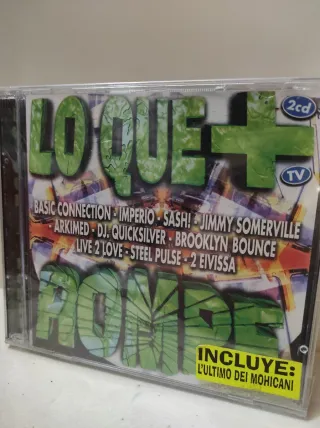 LO QUE +
2cd
TV
BASIC CONNECTION - IMPERIO - SASH! - JIMMY SOMERVILLE
- ARKIMED - D.J. QUICKSILVER - BROOKLYN BOUNCE
LIVE 2 LOVE - STEEL PULSE - 2 EIVISSA
ROMPE
INCLUYE:
L'ULTIMO DEI MOHICANI